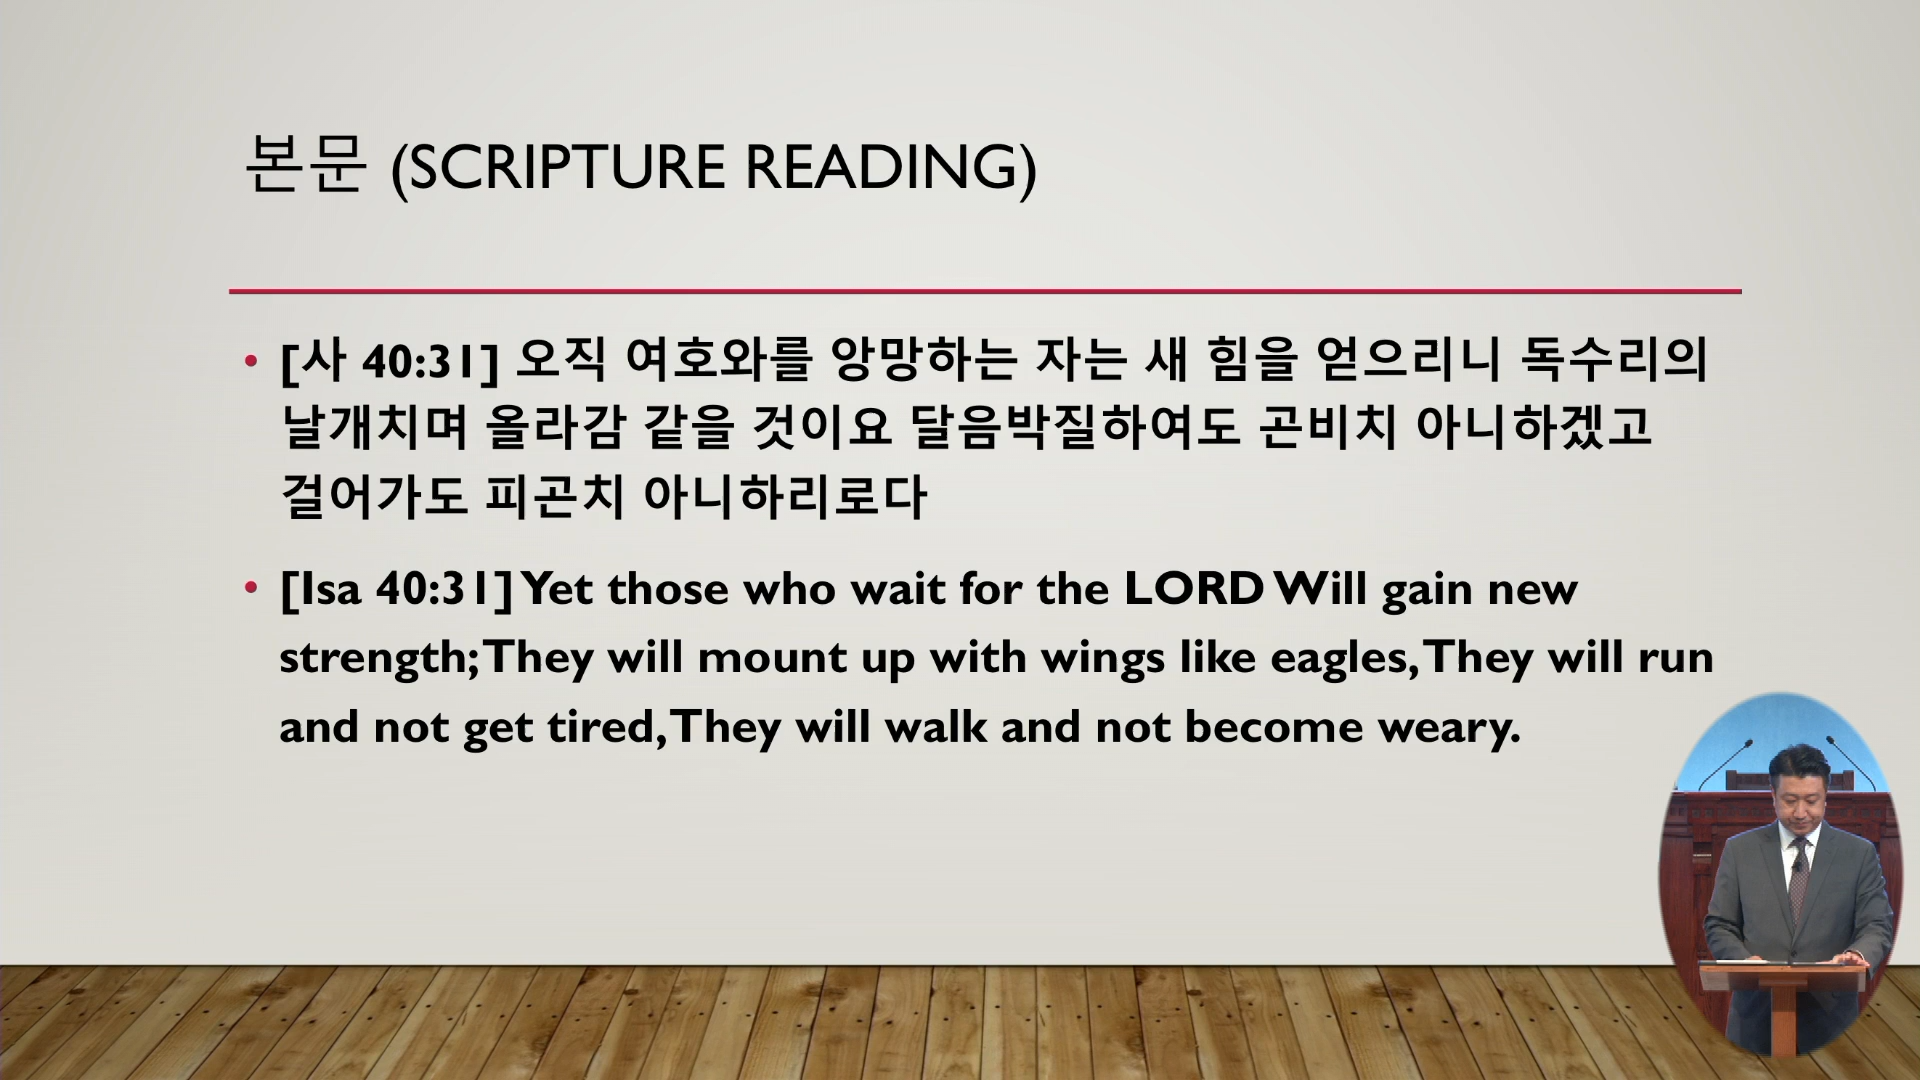 본문 (SCRIPTURE READING)
• [사 40:31] 오직 여호와를 앙망하는 자는 새 힘을 얻으리니 독수리의
날개치며 올라감 같을 것이요 달음박질하여도 곤비치 아니하겠고
걸어가도 피곤치 아니하리로다
• [Isa 40:31] Yet those who wait for the LORD Will gain new
strength; They will mount up with wings like eagles, They will run
and not get tired, They will walk and not become weary.